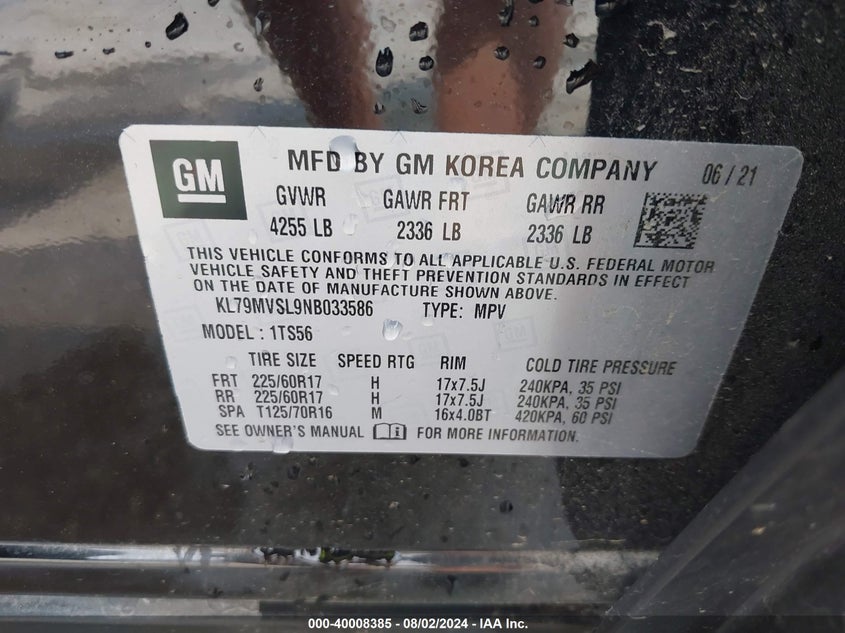 GM MFD BY GM KOREA COMPANY 06/21
GVWR GAWR FRT GAWR RR
4255 LB 2336 LB 2336 LB
THIS VEHICLE CONFORMS TO ALL APPLICABLE U.S. FEDERAL MOTOR
VEHICLE SAFETY AND THEFT PREVENTION STANDARDS IN EFFECT
ON THE DATE OF MANUFACTURE SHOWN ABOVE.
KL79MVSL9NB033586 TYPE: MPV
MODEL: 1TS56
TIRE SIZE SPEED RTG RIM COLD TIRE PRESSURE
FRT 225/60R17 H 17x7.5J 240KPA, 35 PSI
RR 225/60R17 H 17x7.5J 240KPA, 35 PSI
SPA T125/70R16 M 16x4.0BT 420KPA, 60 PSI
SEE OWNER'S MANUAL FOR MORE INFORMATION.
000-40008385 - 08/02/2024 - IAA Inc.